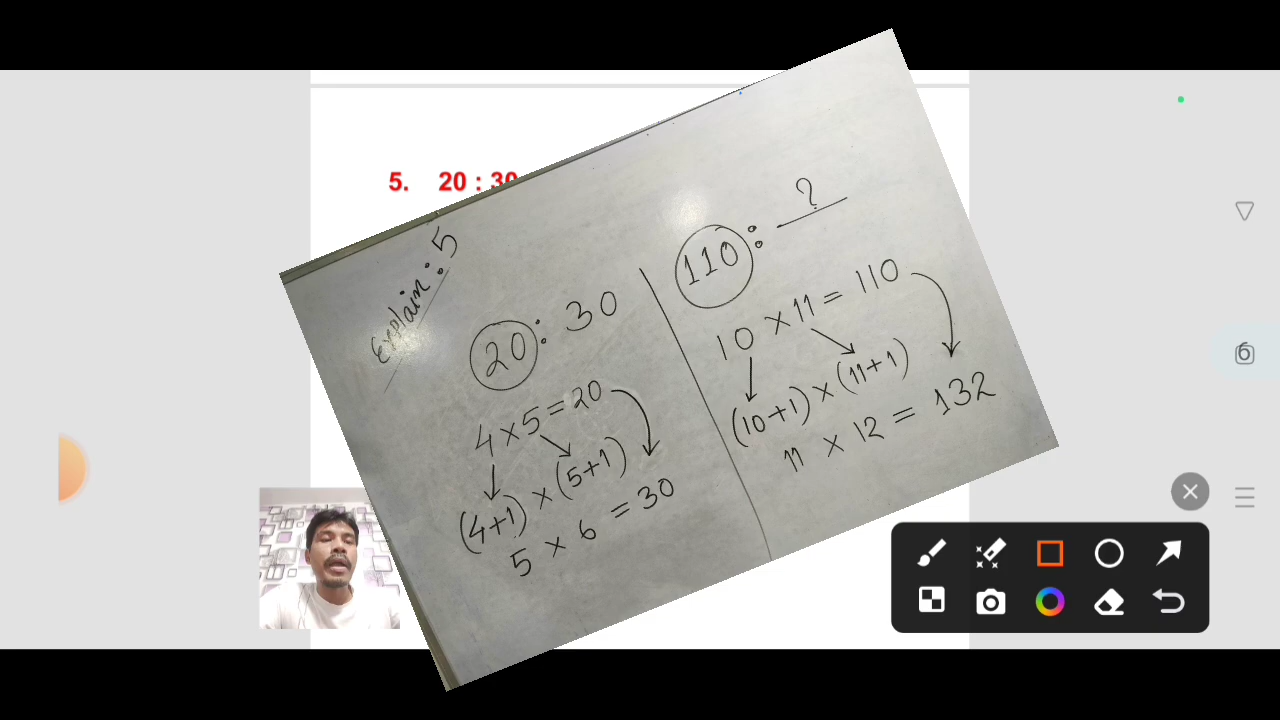 5. 20 : 30
Explain : 5
20 : 30
4 × 5 = 20
(4+1) × (5+1)
5 × 6 = 30
110 : ?
10 × 11 = 110
(10+1) × (11+1)
11 × 12 = 132
6